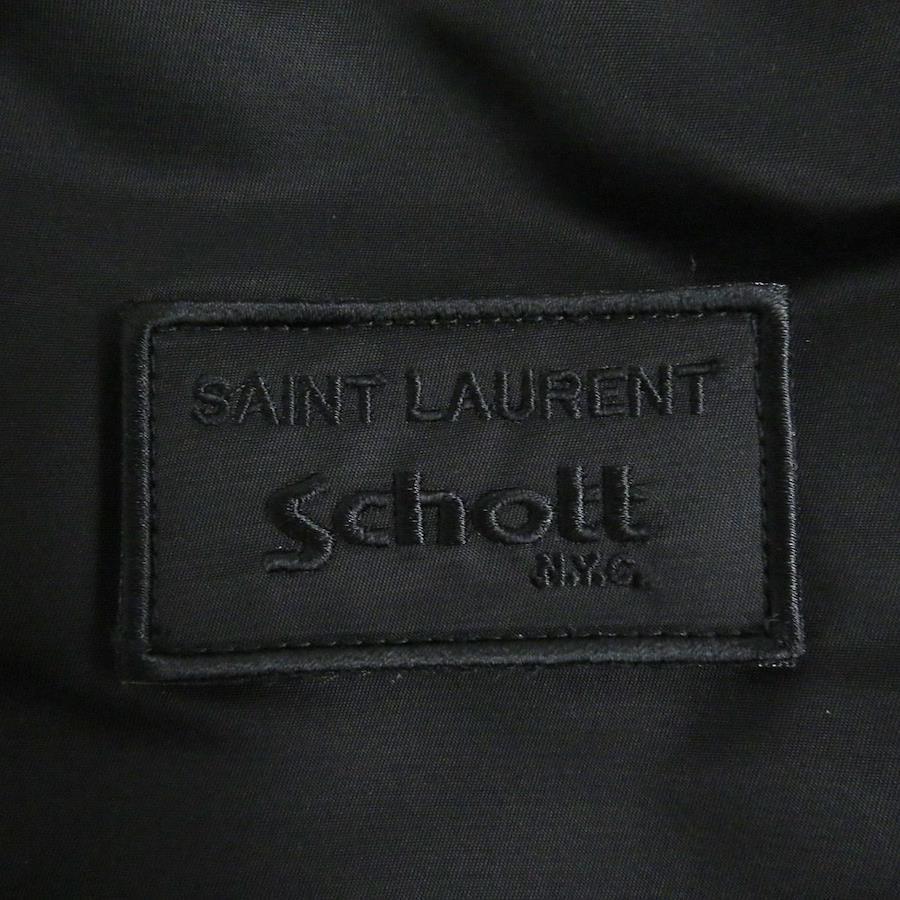 SAINT LAURENT
Schott
N.Y.C.